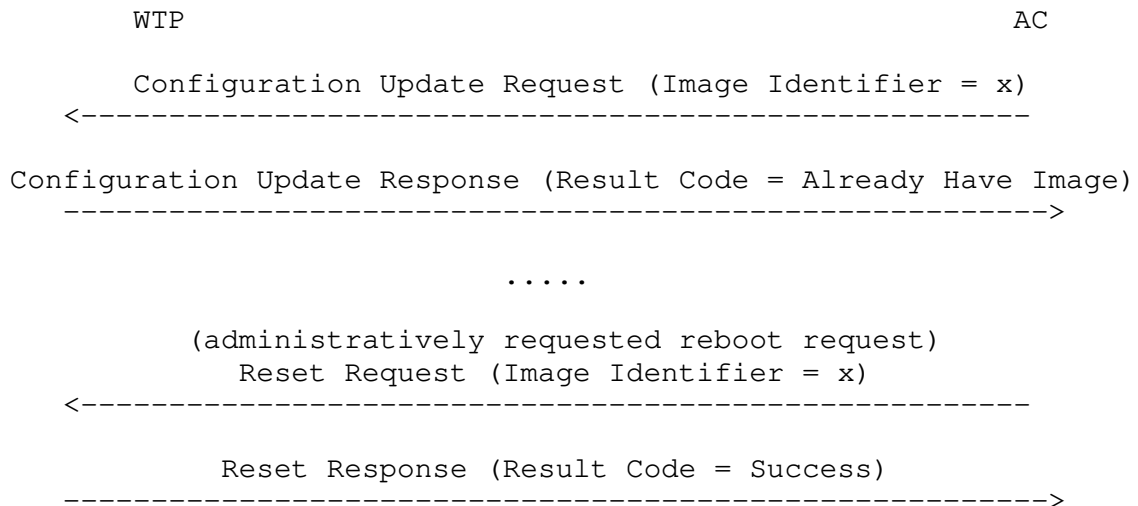 WTP AC
Configuration Update Request (Image Identifier = x)
<------------------------------------------------------
Configuration Update Response (Result Code = Already Have Image)
-------------------------------------------------------->
.....
(administratively requested reboot request)
Reset Request (Image Identifier = x)
<------------------------------------------------------
Reset Response (Result Code = Success)
-------------------------------------------------------->